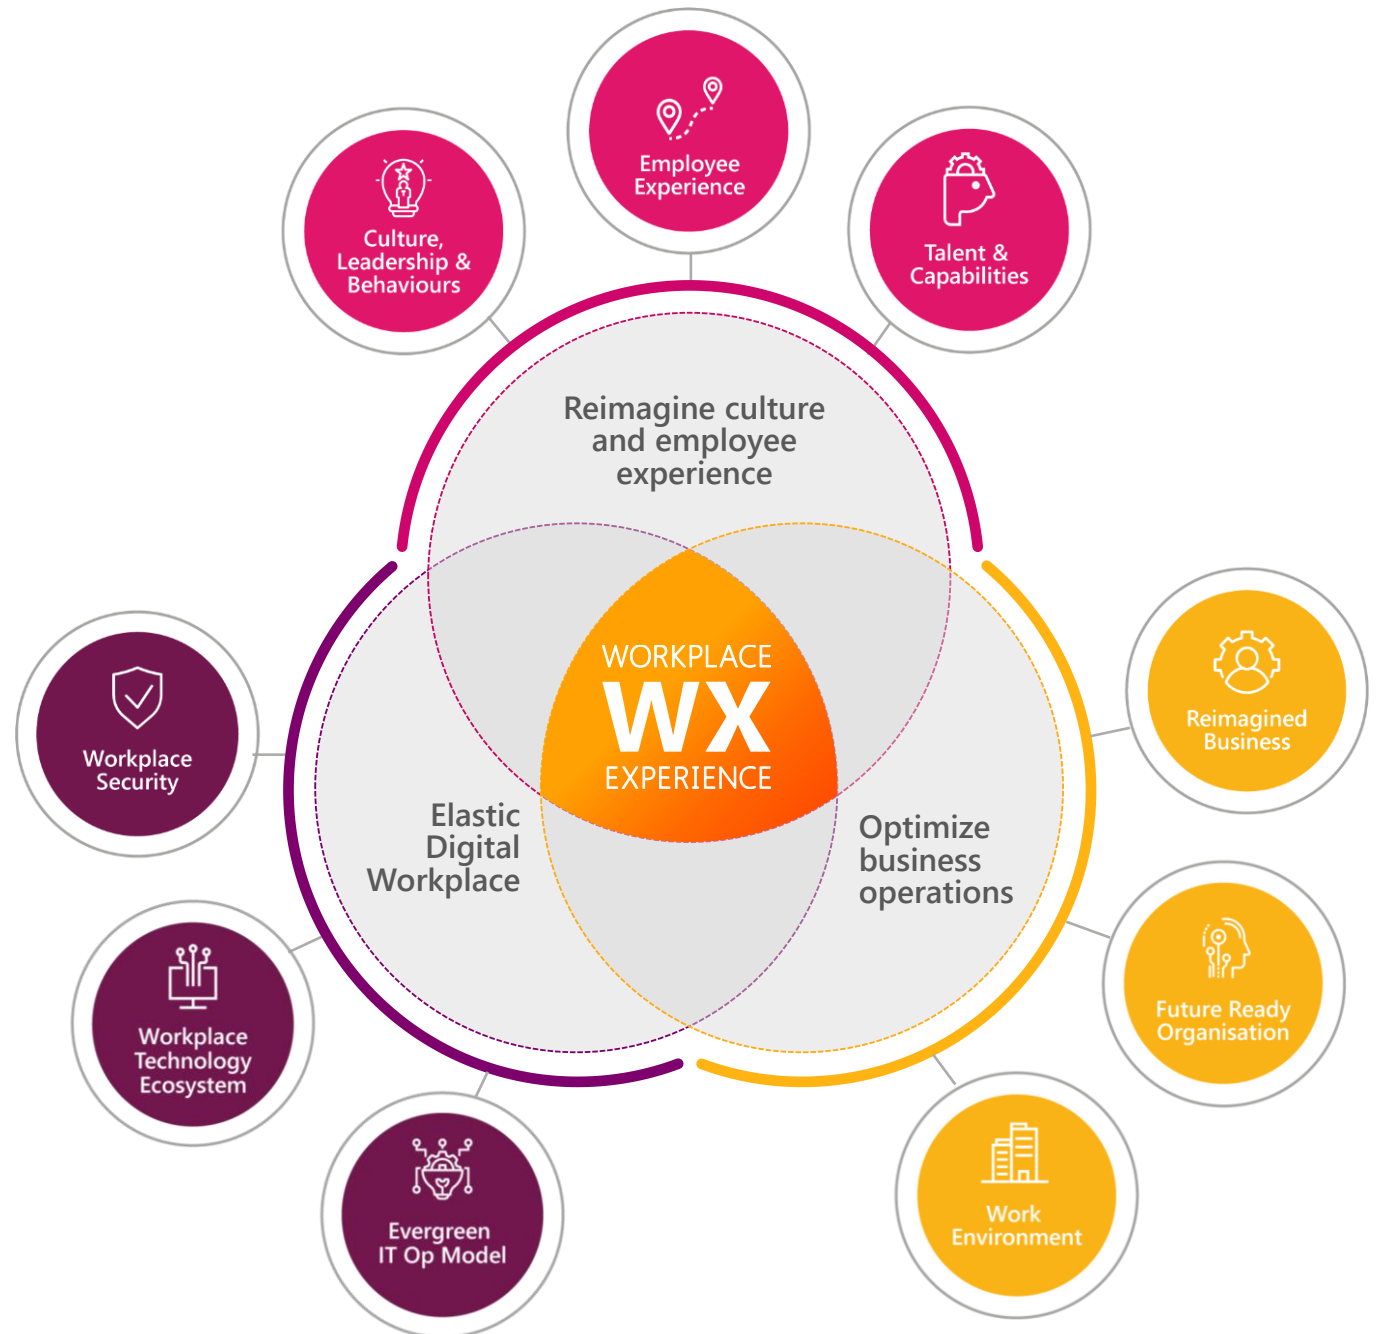 Employee
Experience
Culture,
Leadership &
Behaviours
Talent &
Capabilities
Reimagine culture
and employee
experience
WORKPLACE
WX
EXPERIENCE
Elastic
Digital
Workplace
Optimize
business
operations
Workplace
Security
Reimagined
Business
Workplace
Technology
Ecosystem
Future Ready
Organisation
Evergreen
IT Op Model
Work
Environment